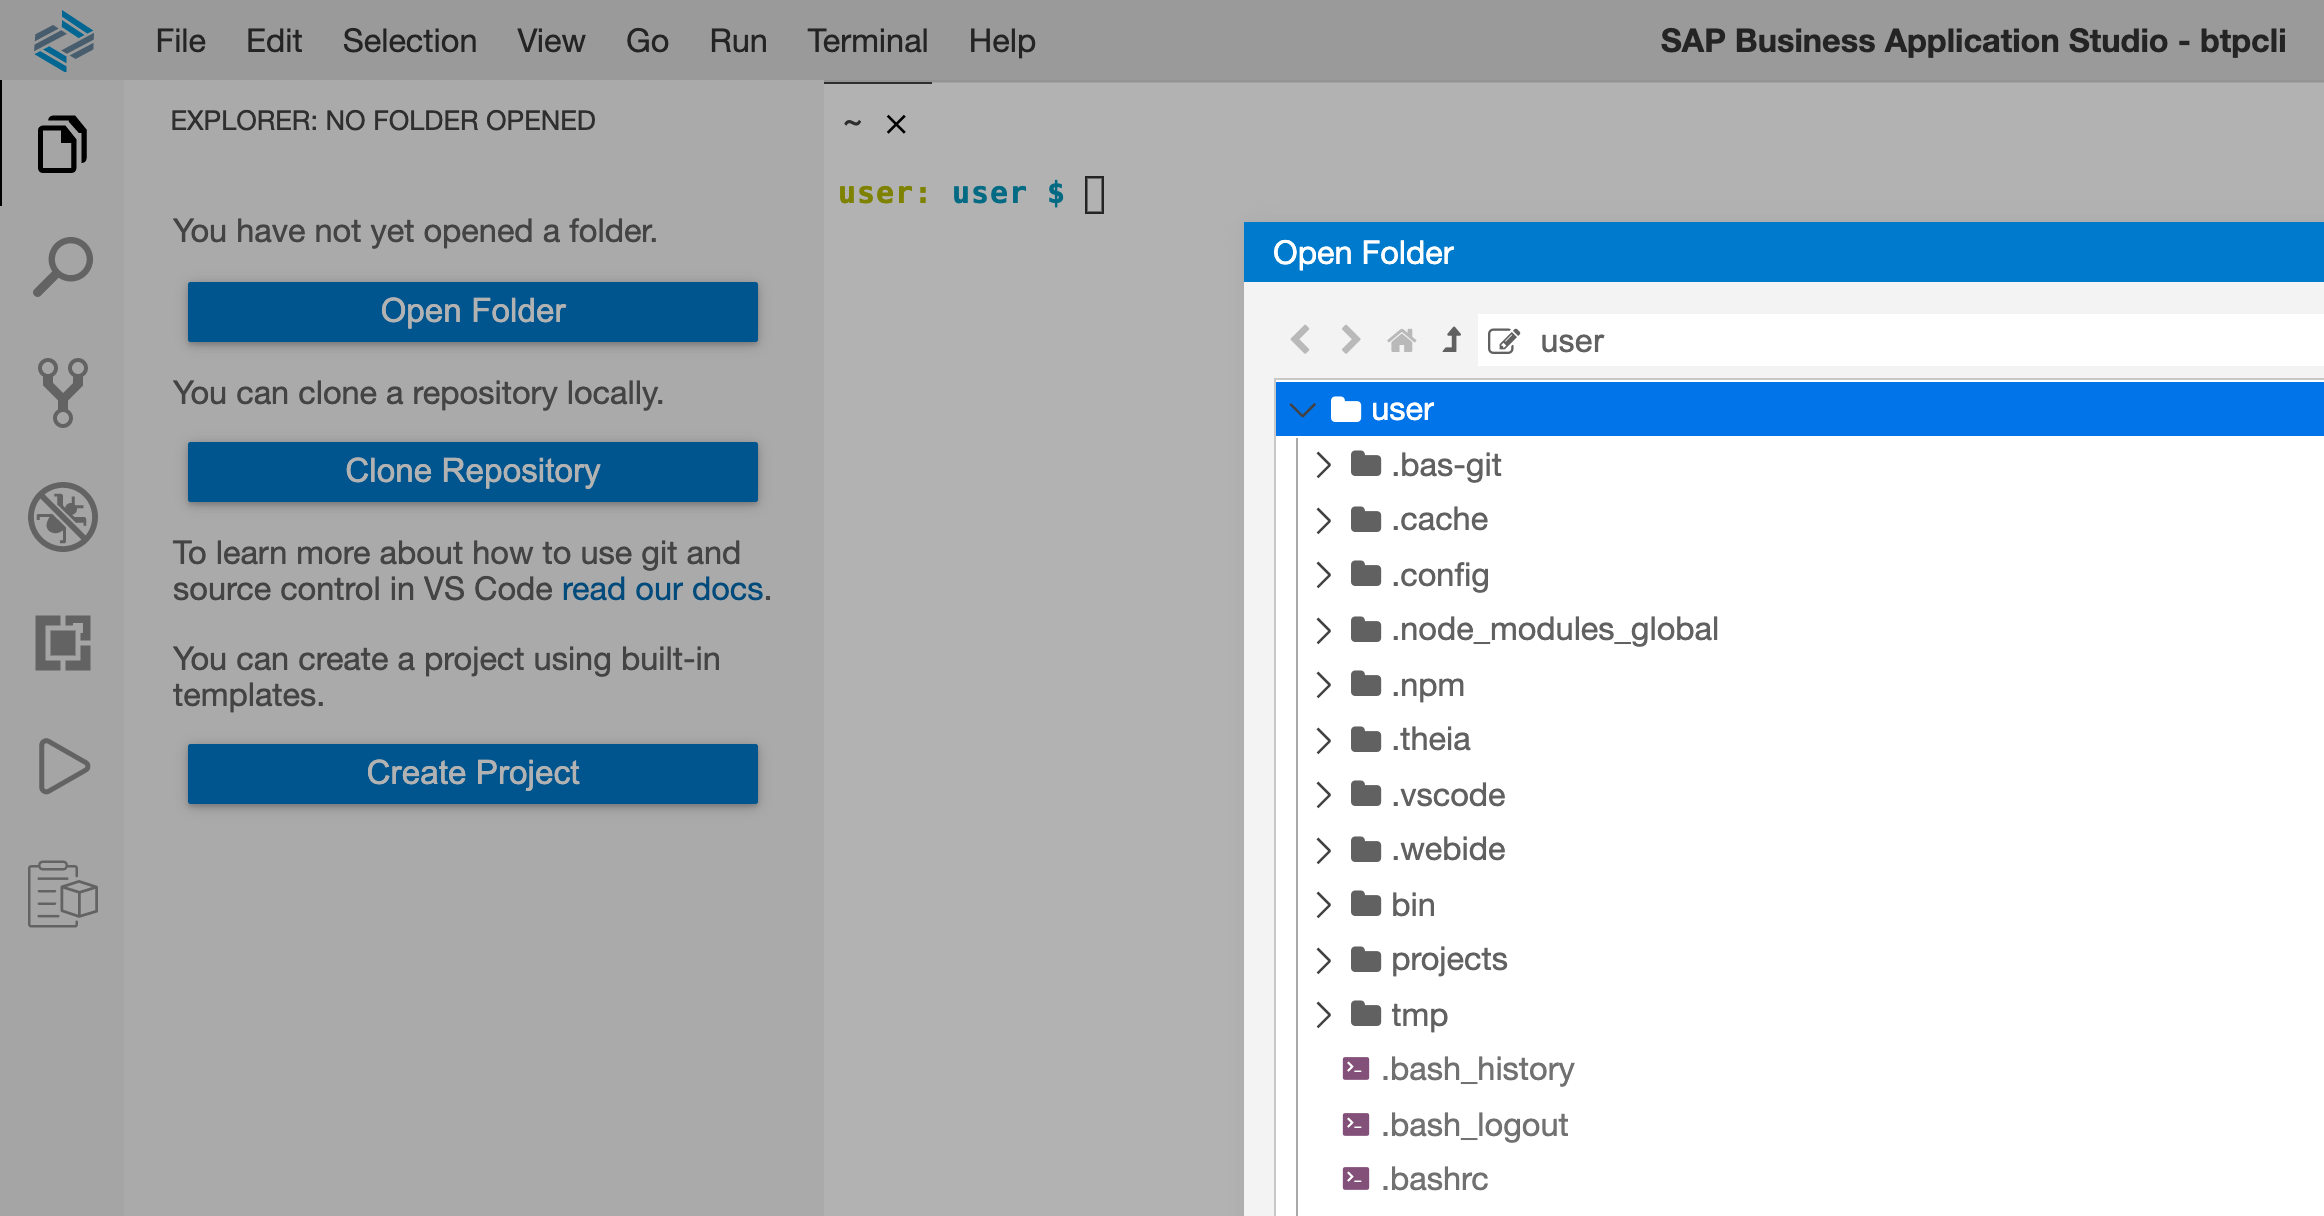 File Edit Selection View Go Run Terminal Help
SAP Business Application Studio - btpcli
EXPLORER: NO FOLDER OPENED
You have not yet opened a folder.
Open Folder
You can clone a repository locally.
Clone Repository
To learn more about how to use git and
source control in VS Code read our docs.
You can create a project using built-in
templates.
Create Project
~
user: user $
Open Folder
user
user
.bas-git
.cache
.config
.node_modules_global
.npm
.theia
.vscode
.webide
bin
projects
tmp
.bash_history
.bash_logout
.bashrc